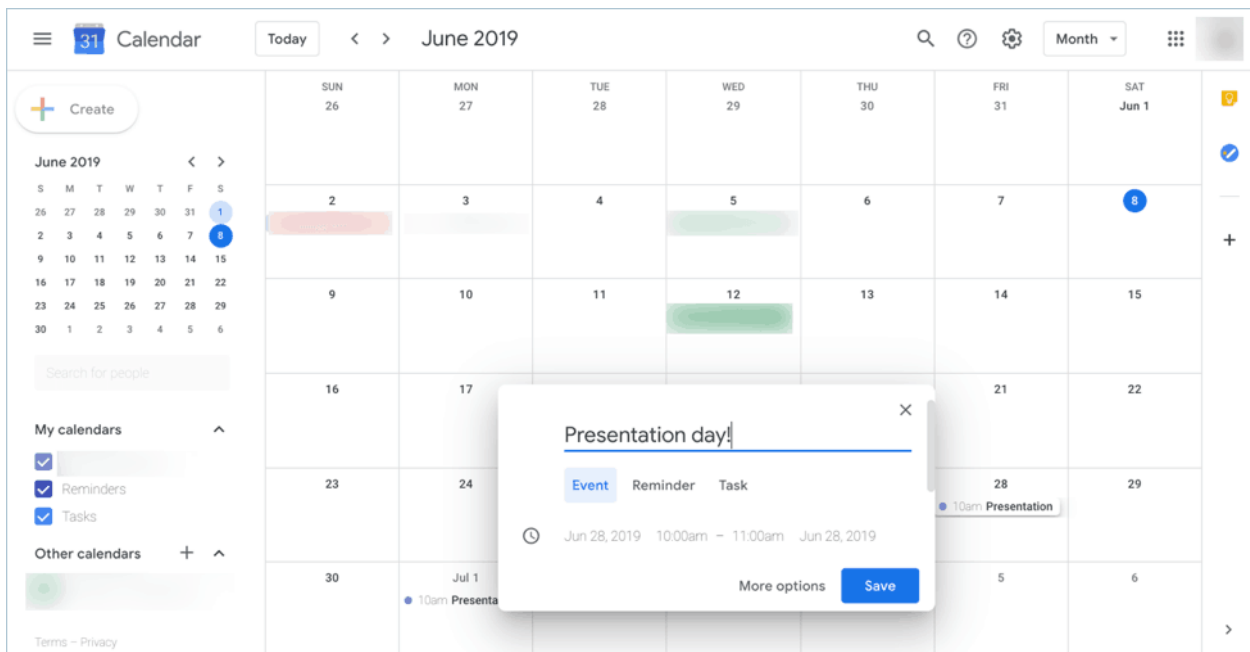 31 Calendar Today June 2019 Month
Create
June 2019
S M T W T F S
26 27 28 29 30 31 1
2 3 4 5 6 7 8
9 10 11 12 13 14 15
16 17 18 19 20 21 22
23 24 25 26 27 28 29
30 1 2 3 4 5 6
Search for people
My calendars
Reminders
Tasks
Other calendars
Terms – Privacy
SUN MON TUE WED THU FRI SAT
26 27 28 29 30 31 Jun 1
2 3 4 5 6 7 8
9 10 11 12 13 14 15
16 17 21 22
23 24 28 29
10am Presentation
30 Jul 1 5 6
10am Presenta
Presentation day!
Event Reminder Task
Jun 28, 2019 10:00am – 11:00am Jun 28, 2019
More options Save